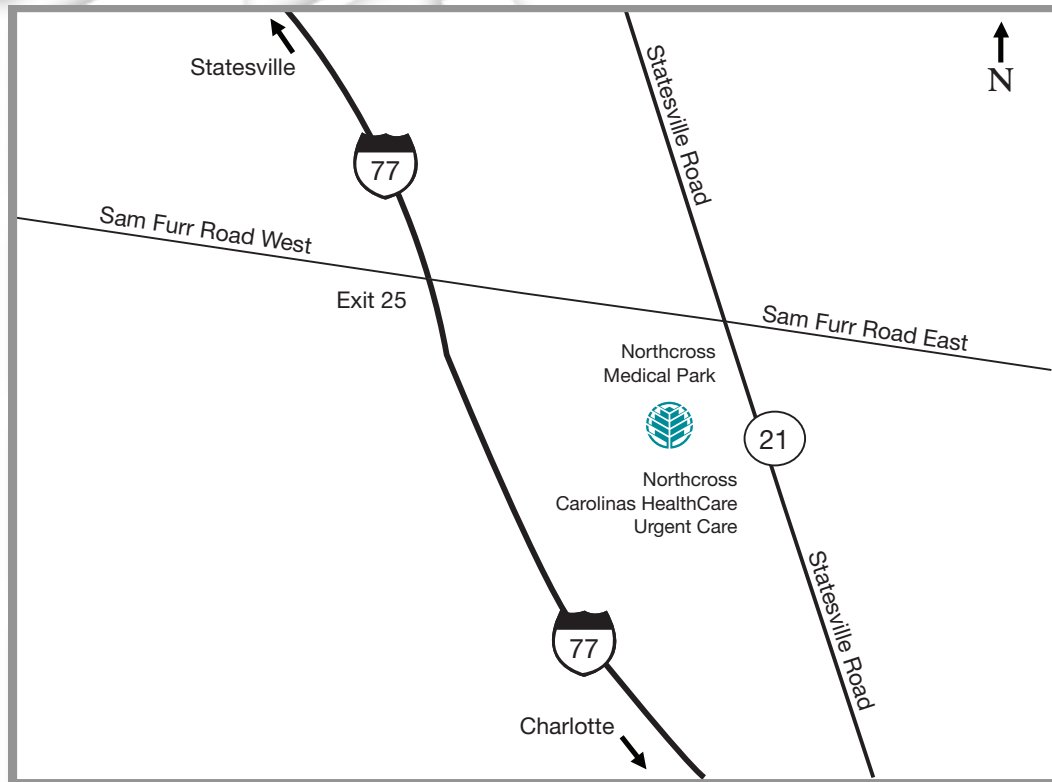 Statesville
N
Statesville Road
77
Sam Furr Road West
Exit 25
Sam Furr Road East
Northcross
Medical Park
21
Northcross
Carolinas HealthCare
Urgent Care
Statesville Road
77
Charlotte